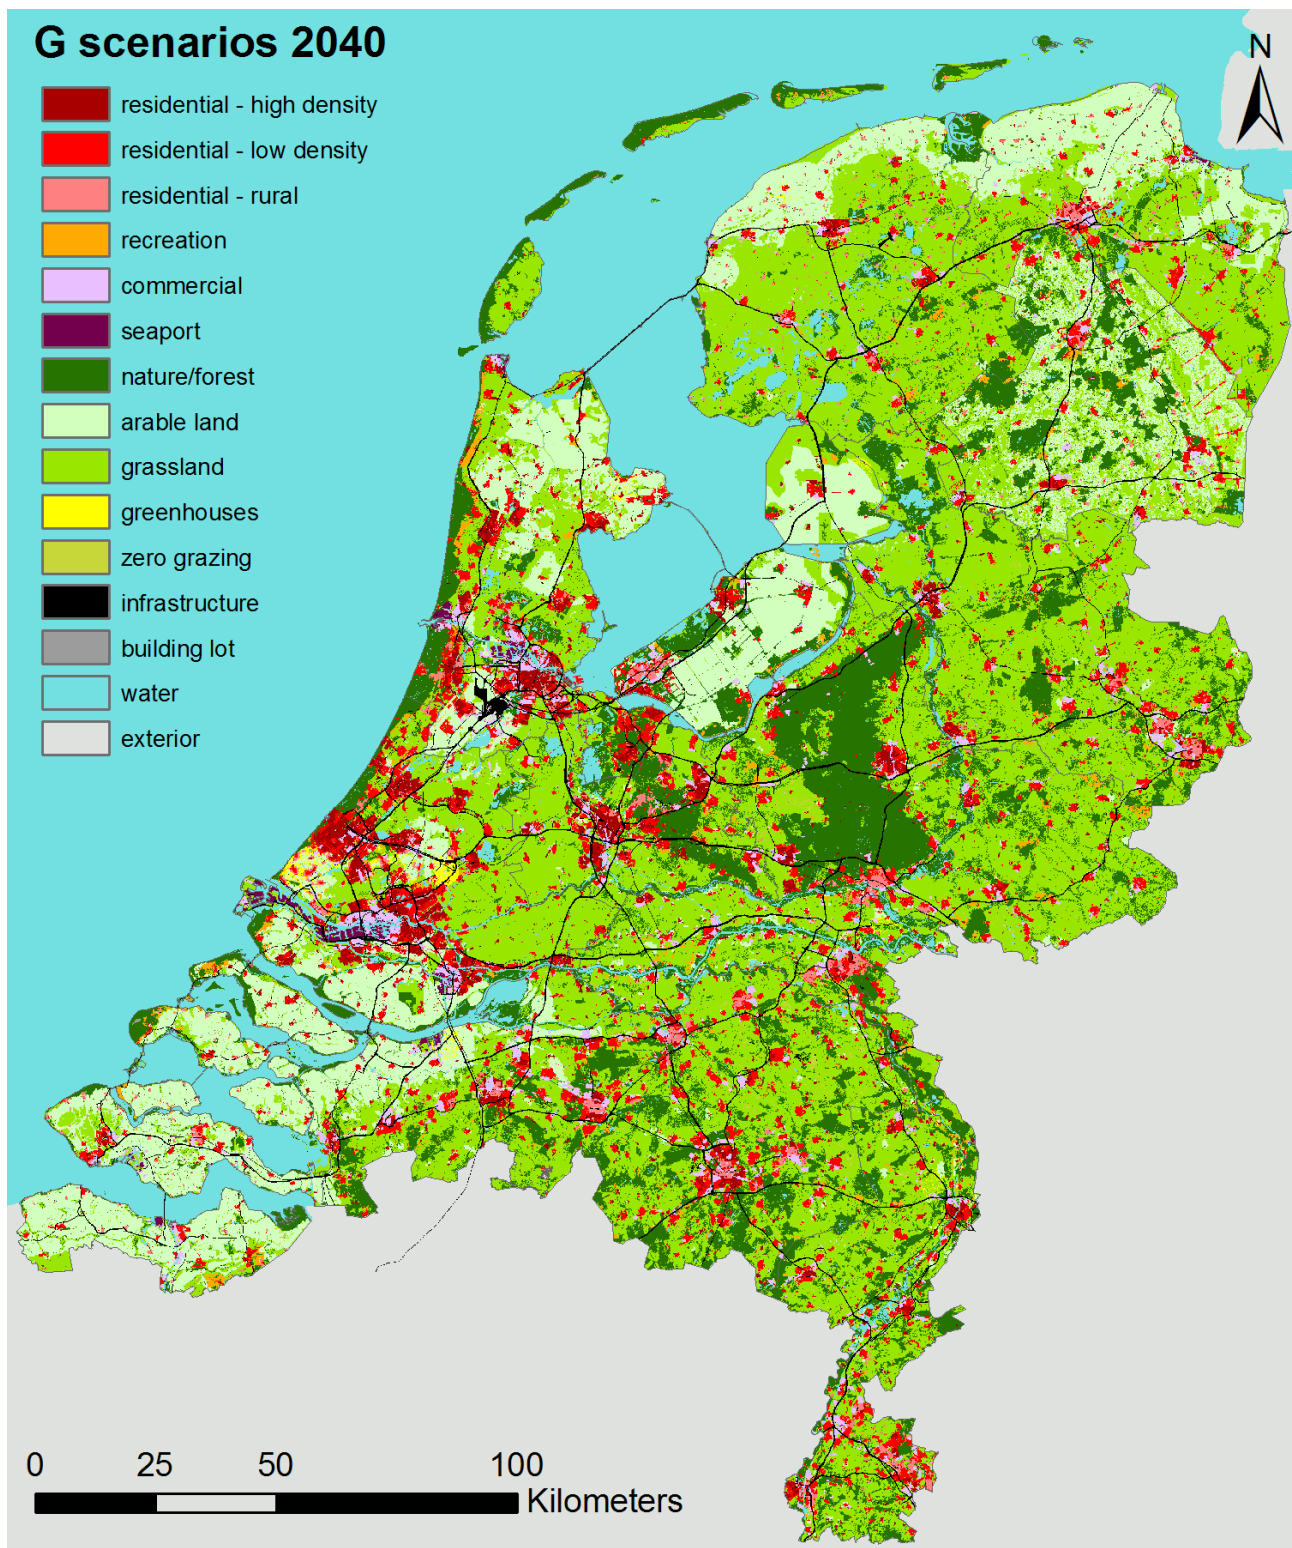 G scenarios 2040
N
residential - high density
residential - low density
residential - rural
recreation
commercial
seaport
nature/forest
arable land
grassland
greenhouses
zero grazing
infrastructure
building lot
water
exterior
0 25 50 100
Kilometers